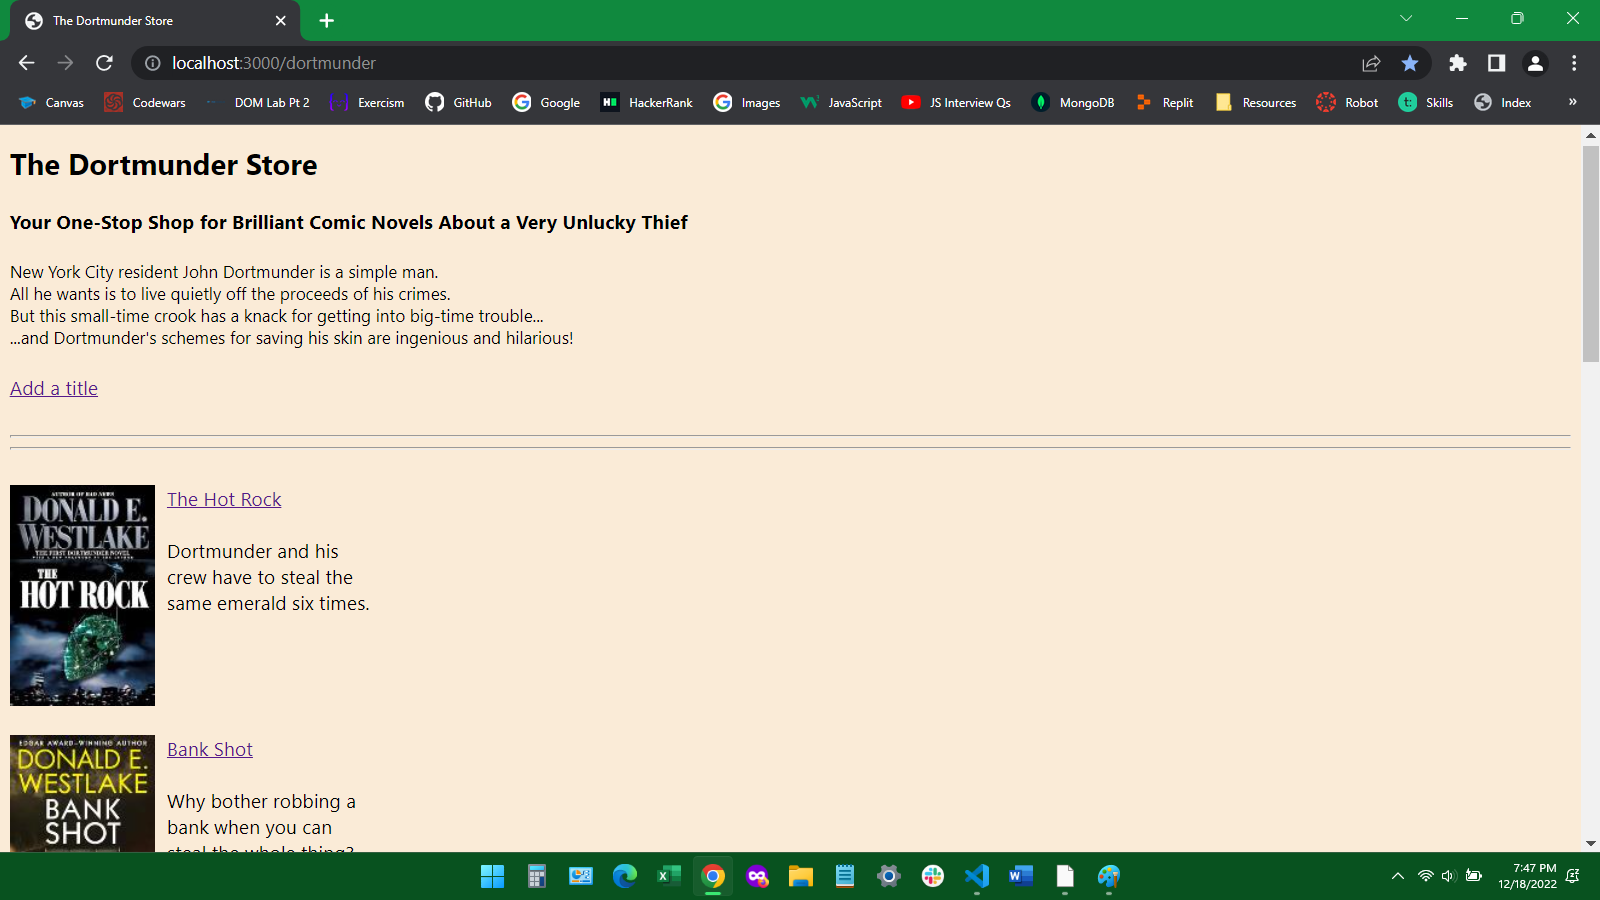 The Dortmunder Store
localhost:3000/dortmunder
Canvas Codewars DOM Lab Pt 2 Exercism GitHub Google HackerRank Images JavaScript JS Interview Qs MongoDB Replit Resources Robot Skills Index »
The Dortmunder Store
Your One-Stop Shop for Brilliant Comic Novels About a Very Unlucky Thief
New York City resident John Dortmunder is a simple man.
All he wants is to live quietly off the proceeds of his crimes.
But this small-time crook has a knack for getting into big-time trouble...
...and Dortmunder's schemes for saving his skin are ingenious and hilarious!
Add a title
AUTHOR OF BAD NEWS
DONALD E.
WESTLAKE
THE FIRST DORTMUNDER NOVEL
THE
HOT ROCK
The Hot Rock
Dortmunder and his
crew have to steal the
same emerald six times.
EDGAR AWARD-WINNING AUTHOR
DONALD E.
WESTLAKE
BANK
SHOT
Bank Shot
Why bother robbing a
bank when you can
steal the whole thing?
7:47 PM
12/18/2022